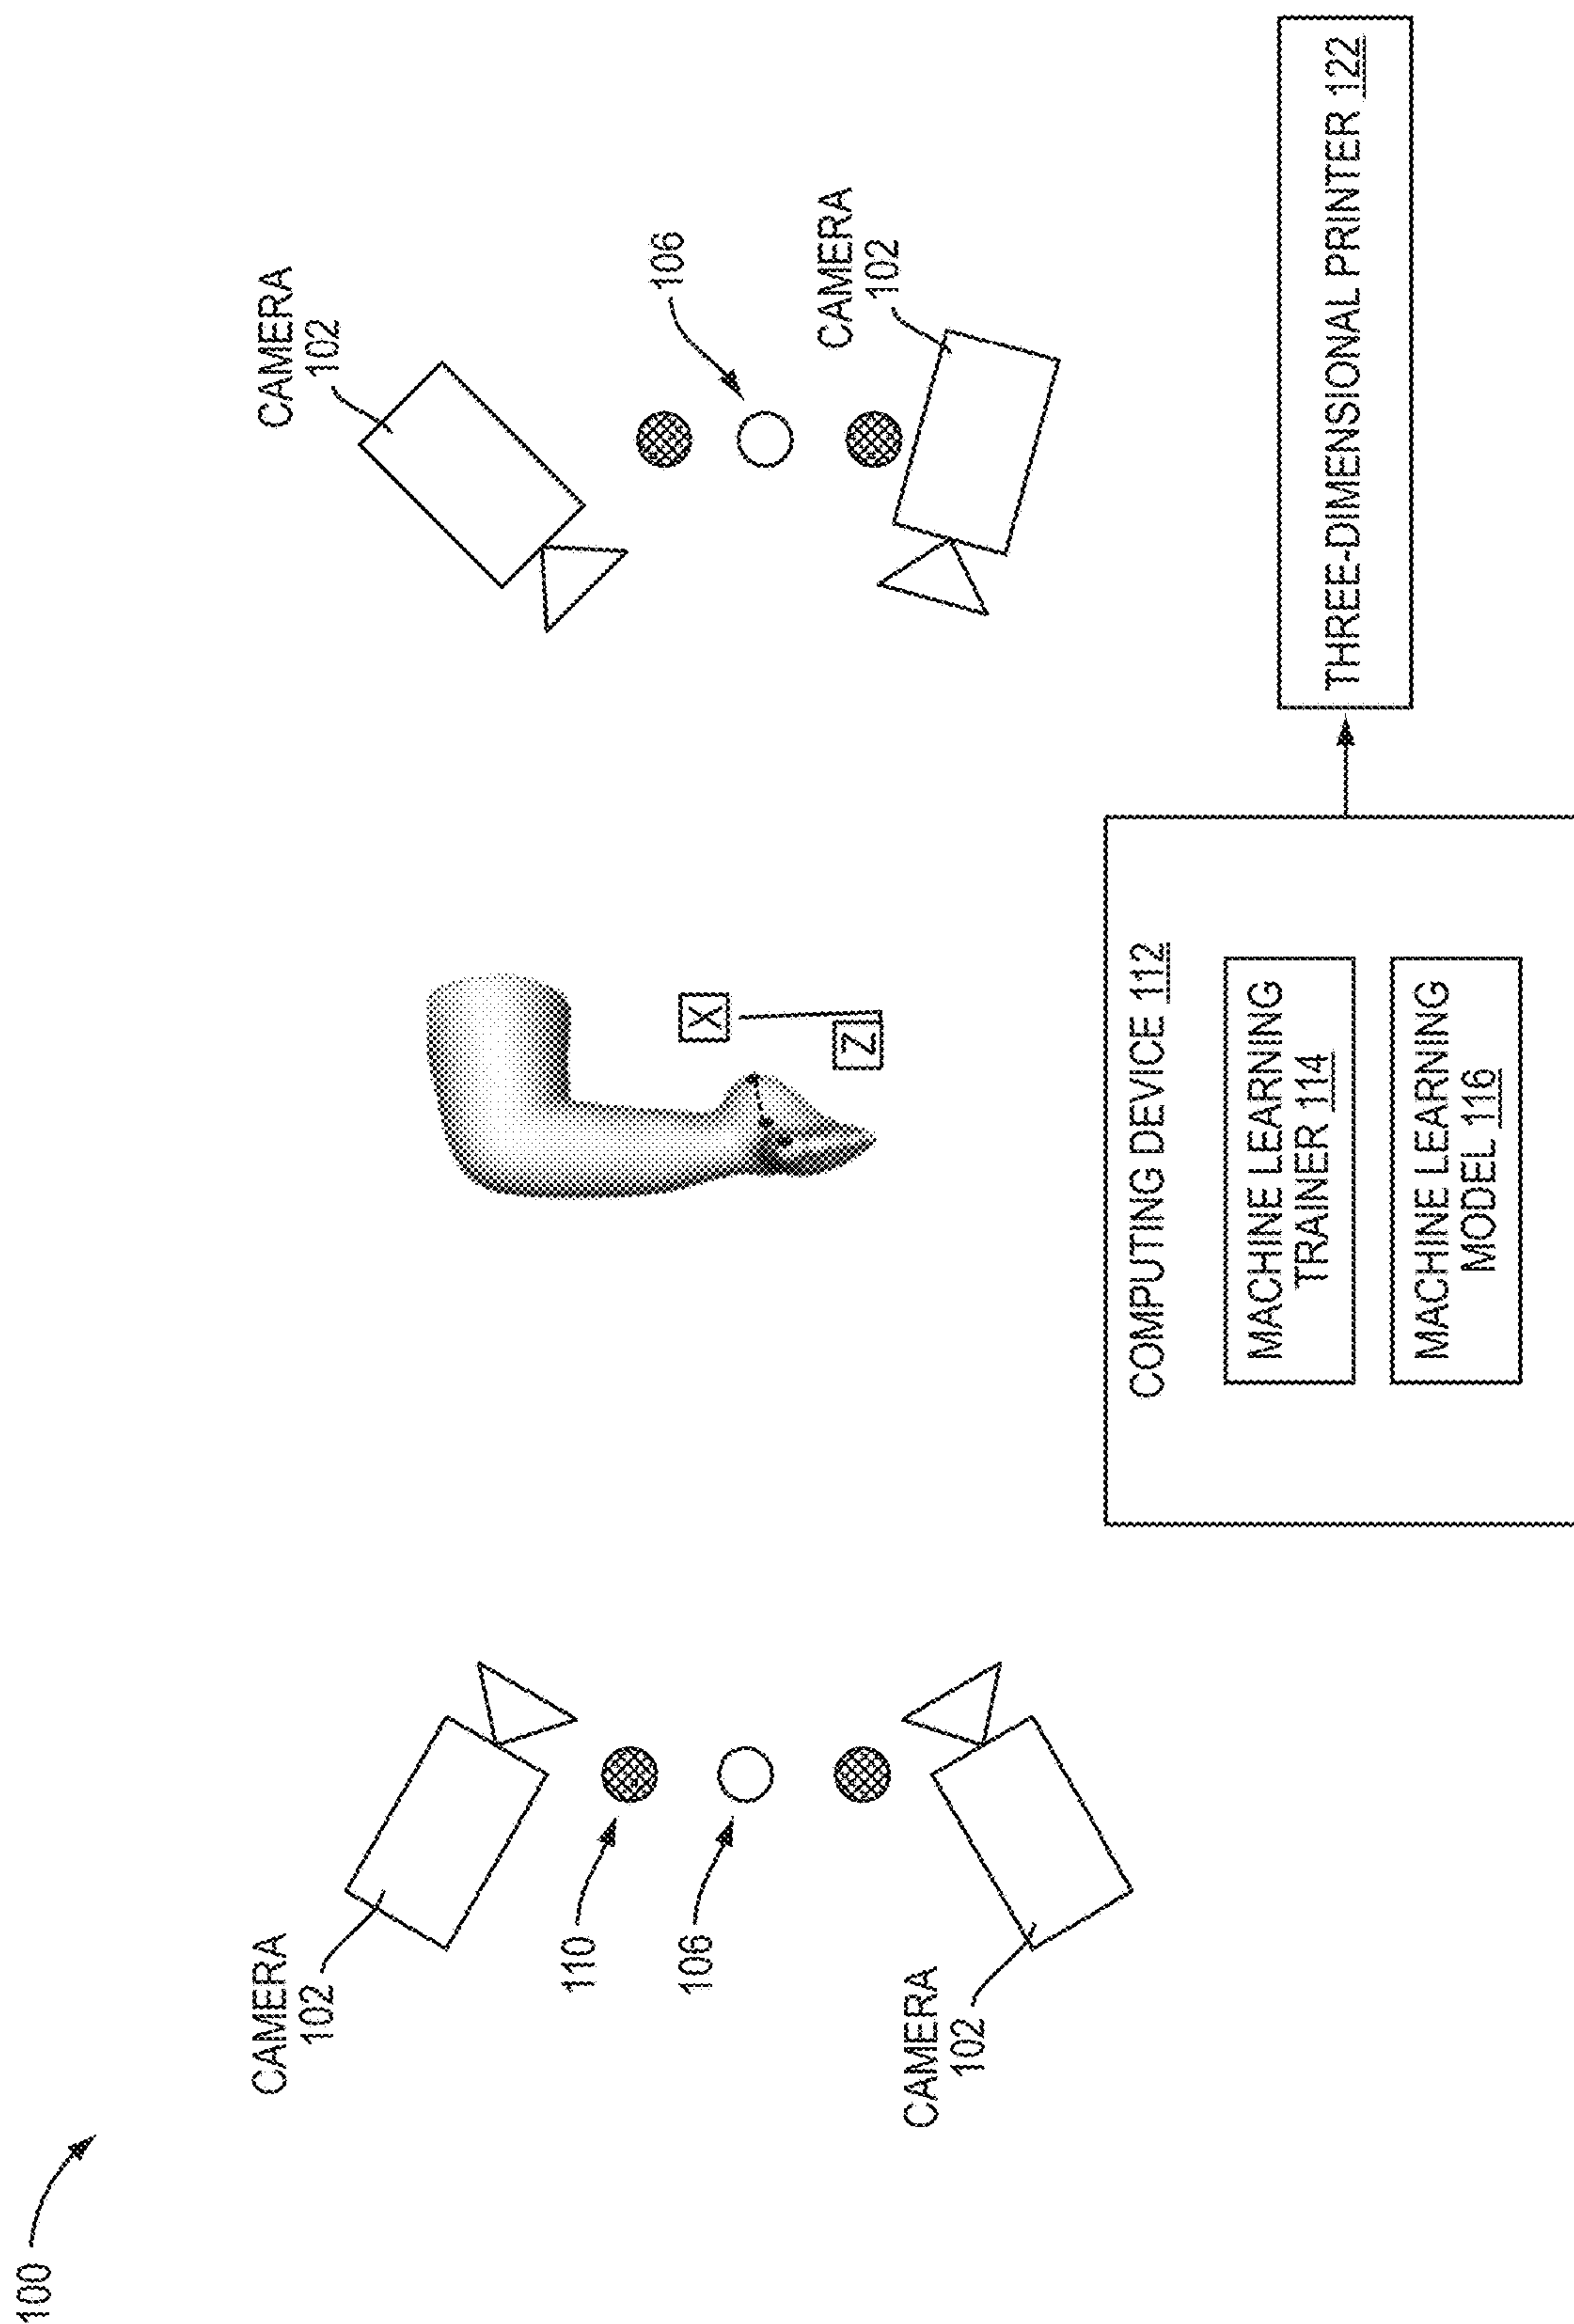 100
CAMERA
102
CAMERA
102
110
106
106
X
Z
CAMERA
102
CAMERA
102
COMPUTING DEVICE 112
MACHINE LEARNING
TRAINER 114
MACHINE LEARNING
MODEL 116
THREE-DIMENSIONAL PRINTER 122